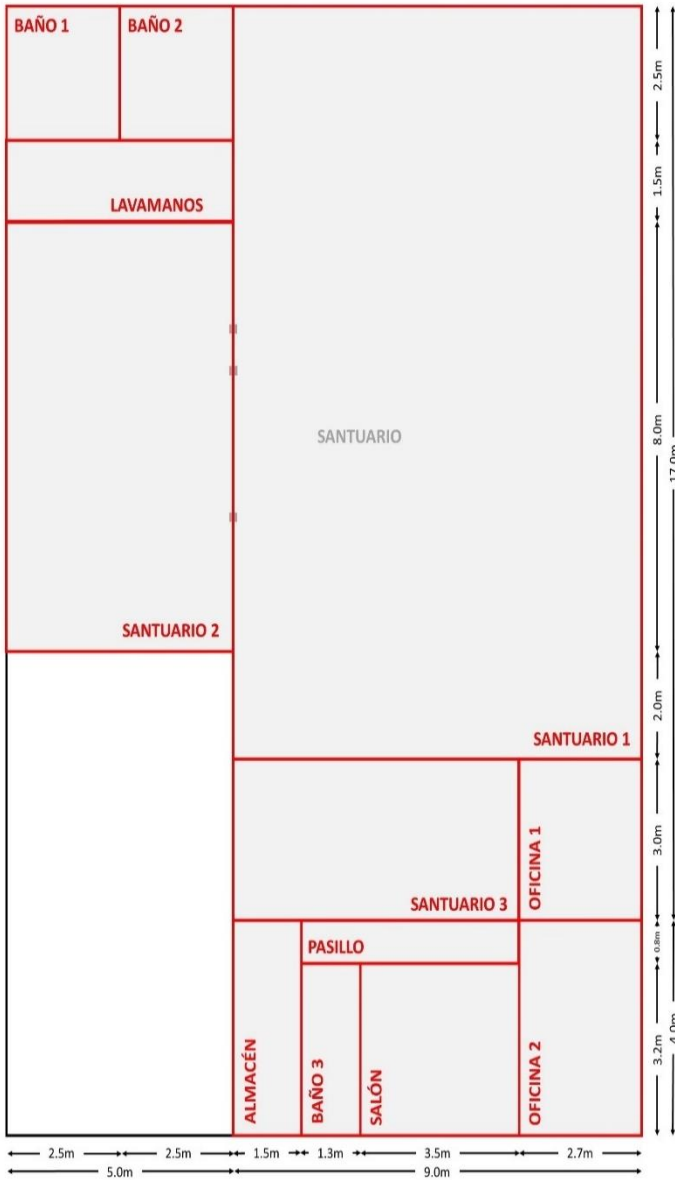 BAÑO 1
BAÑO 2
2.5m
LAVAMANOS
1.5m
SANTUARIO
8.0m
17.0m
SANTUARIO 2
2.0m
SANTUARIO 1
SANTUARIO 3
OFICINA 1
3.0m
PASILLO
0.8m
ALMACÉN
BAÑO 3
SALÓN
OFICINA 2
3.2m
4.0m
2.5m
2.5m
1.5m
1.3m
3.5m
2.7m
5.0m
9.0m